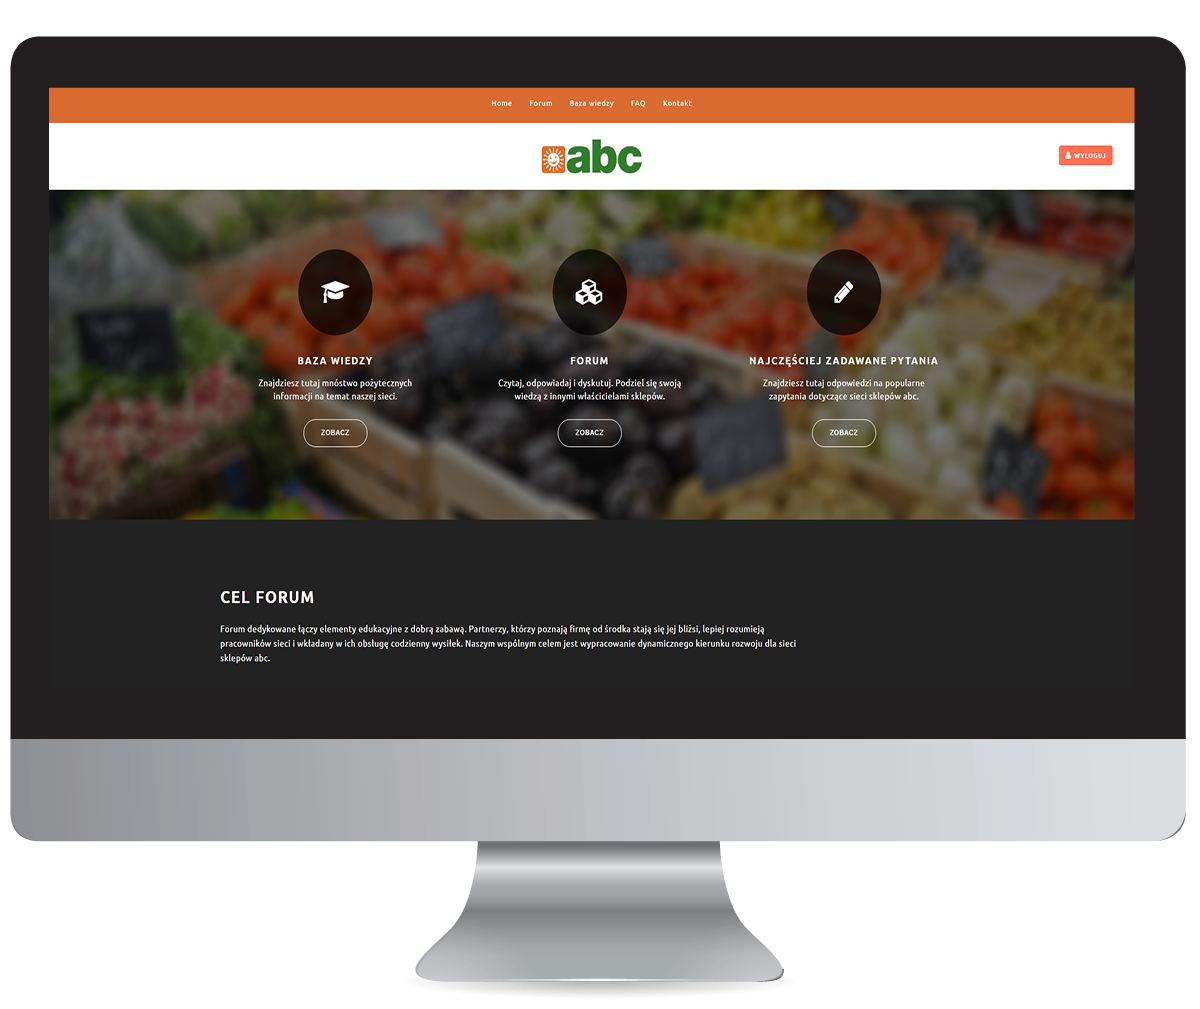 Home Forum Baza wiedzy FAQ Kontakt
abc
WYLOGUJ
BAZA WIEDZY
Znajdziesz tutaj mnóstwo pożytecznych
informacji na temat naszej sieci.
ZOBACZ
FORUM
Czytaj, odpowiadaj i dyskutuj. Podziel się swoją
wiedzą z innymi właścicielami sklepów.
ZOBACZ
NAJCZĘŚCIEJ ZADAWANE PYTANIA
Znajdziesz tutaj odpowiedzi na popularne
zapytania dotyczące sieci sklepów abc.
ZOBACZ
CEL FORUM
Forum dedykowane łączy elementy edukacyjne z dobrą zabawą. Partnerzy, którzy poznają firmę od środka stają się jej bliżsi, lepiej rozumieją
pracowników sieci i wkładany w ich obsługę codzienny wysiłek. Naszym wspólnym celem jest wypracowanie dynamicznego kierunku rozwoju dla sieci
sklepów abc.